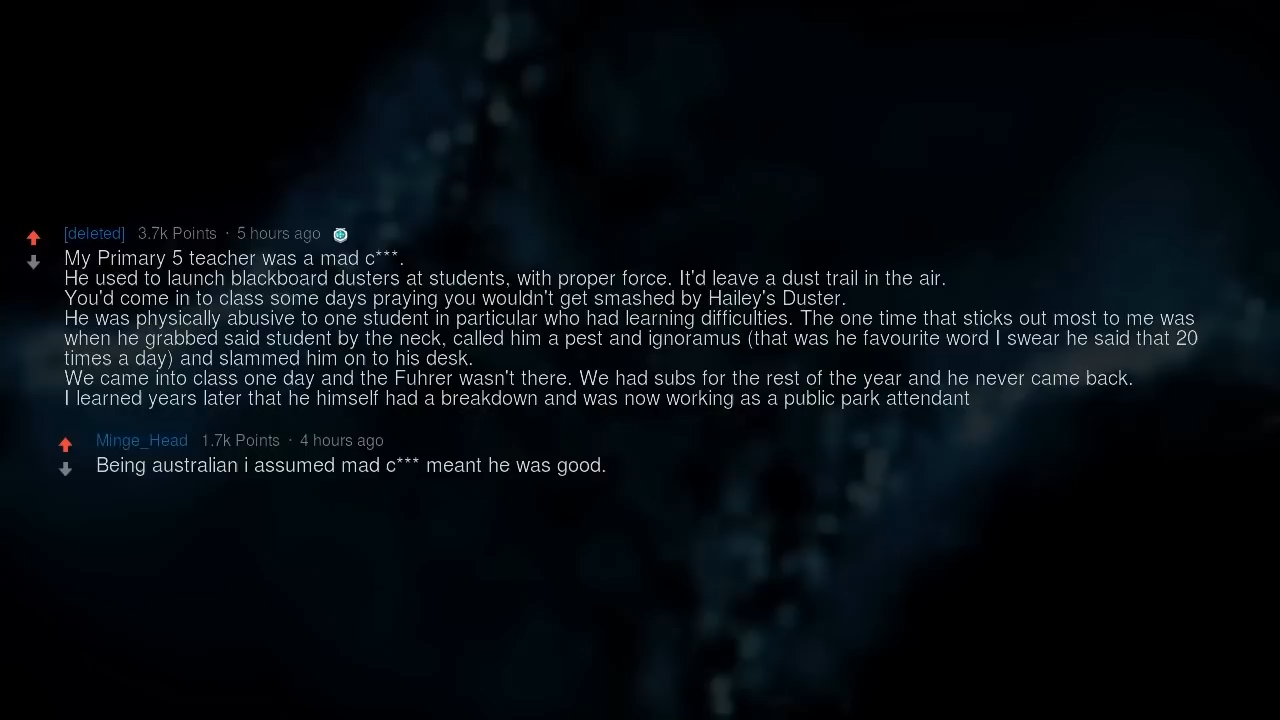 [deleted] 3.7k Points · 5 hours ago
My Primary 5 teacher was a mad c***.
He used to launch blackboard dusters at students, with proper force. It'd leave a dust trail in the air.
You'd come in to class some days praying you wouldn't get smashed by Hailey's Duster.
He was physically abusive to one student in particular who had learning difficulties. The one time that sticks out most to me was
when he grabbed said student by the neck, called him a pest and ignoramus (that was he favourite word I swear he said that 20
times a day) and slammed him on to his desk.
We came into class one day and the Fuhrer wasn't there. We had subs for the rest of the year and he never came back.
I learned years later that he himself had a breakdown and was now working as a public park attendant
Minge_Head 1.7k Points · 4 hours ago
Being australian i assumed mad c*** meant he was good.